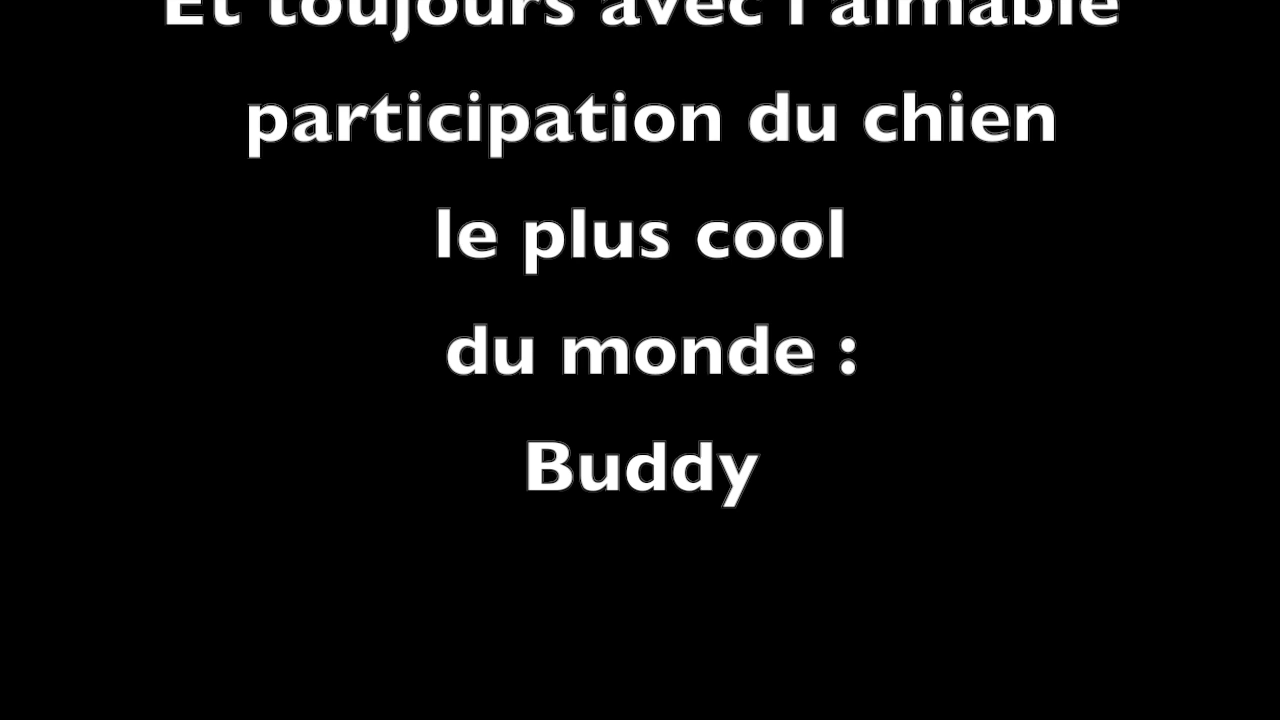 Et toujours avec l'aimable
participation du chien
le plus cool
du monde :
Buddy